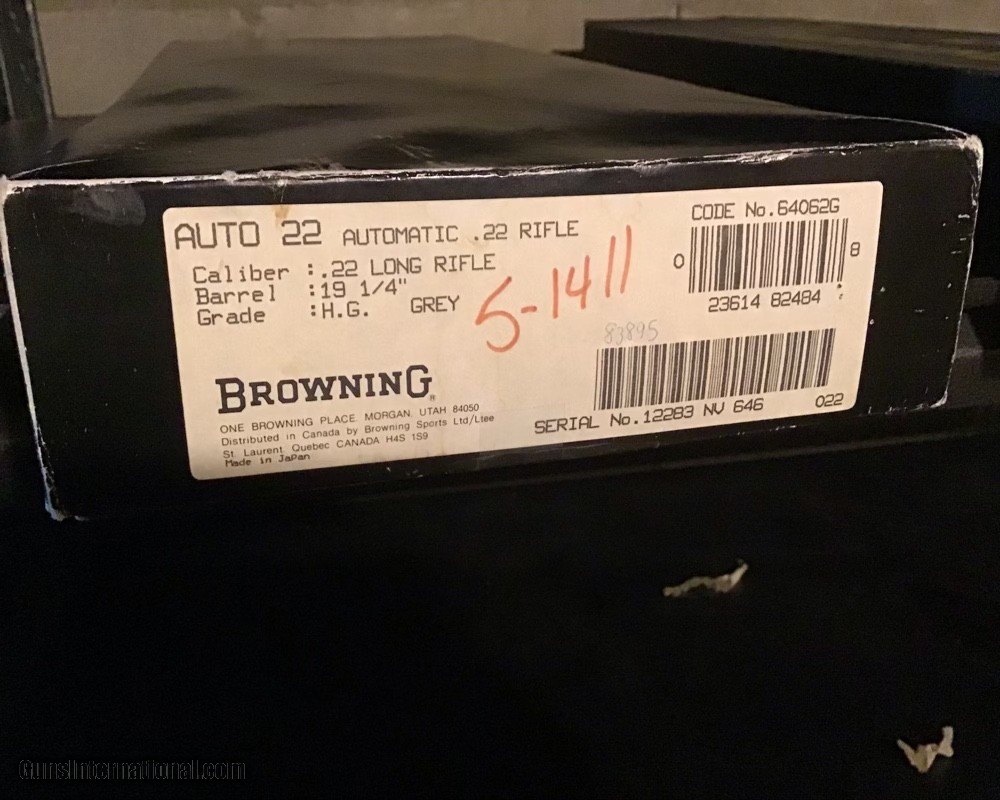 AUTO 22 AUTOMATIC .22 RIFLE
Caliber :.22 LONG RIFLE
Barrel :19 1/4"
Grade :H.G. GREY
5-1411
CODE No.64062G
0 23614 82484 8
83895
BROWNING®
ONE BROWNING PLACE. MORGAN, UTAH 84050
Distributed in Canada by Browning Sports Ltd/Ltee
St. Laurent Quebec CANADA H4S 1S9
Made in Japan
SERIAL No.12283 NV 646 022
GunsInternational.com